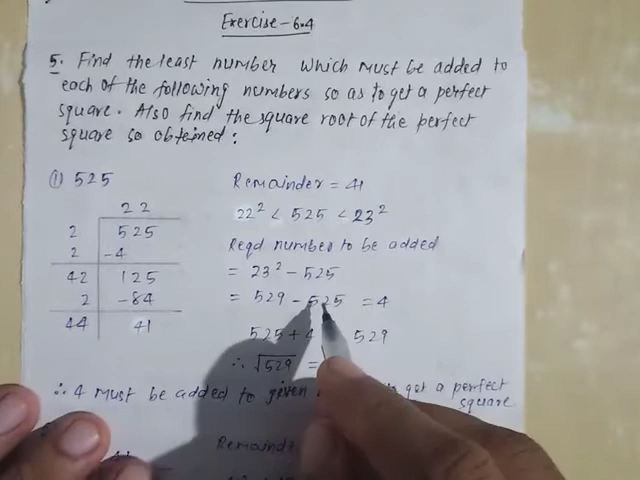 Exercise-6.4
5. Find the least number which must be added to
each of the following numbers so as to get a perfect
square. Also find the square root of the perfect
square so obtained:
(i) 525
22
2 525
2 -4
42 125
2 -84
44 41
Remainder = 41
22² < 525 < 23²
Reqd number to be added
= 23² - 525
= 529 - 525 = 4
525 + 4 529
∴ √529 =
∴ 4 must be added to given to get a perfect
square